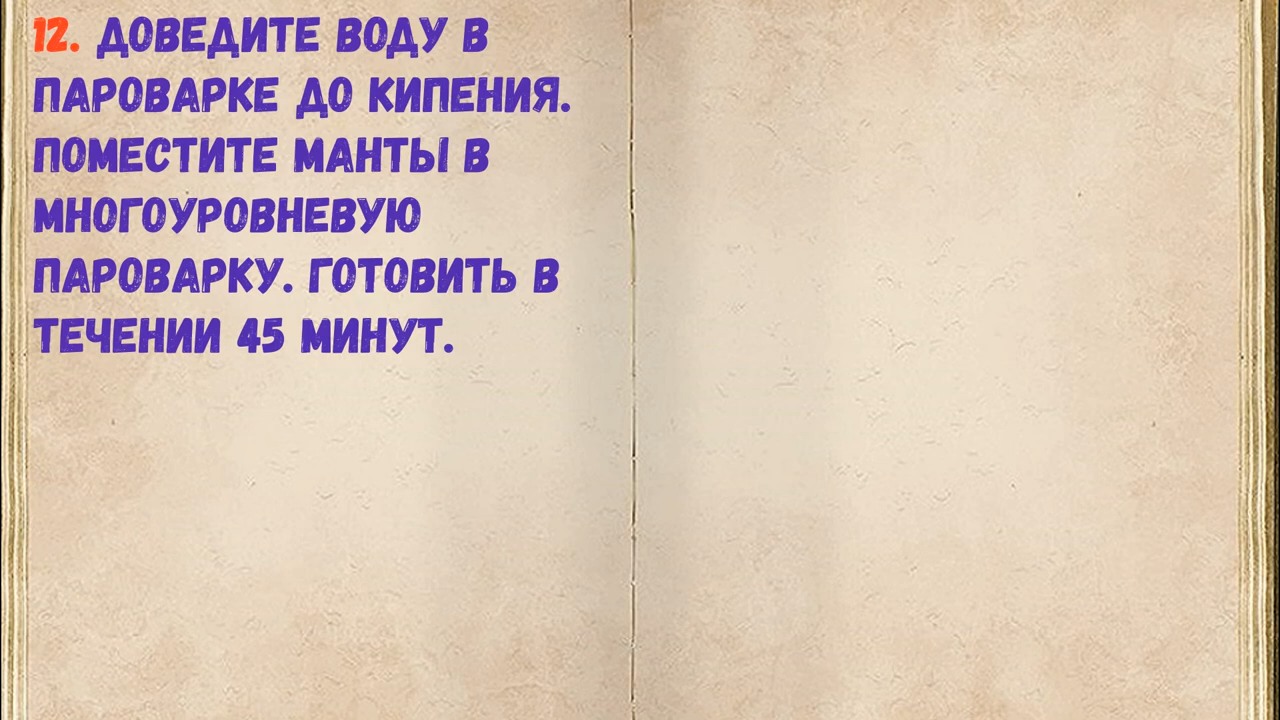 12. ДОВЕДИТЕ ВОДУ В
ПАРОВАРКЕ ДО КИПЕНИЯ.
ПОМЕСТИТЕ МАНТЫ В
МНОГОУРОВНЕВУЮ
ПАРОВАРКУ. ГОТОВИТЬ В
ТЕЧЕНИИ 45 МИНУТ.